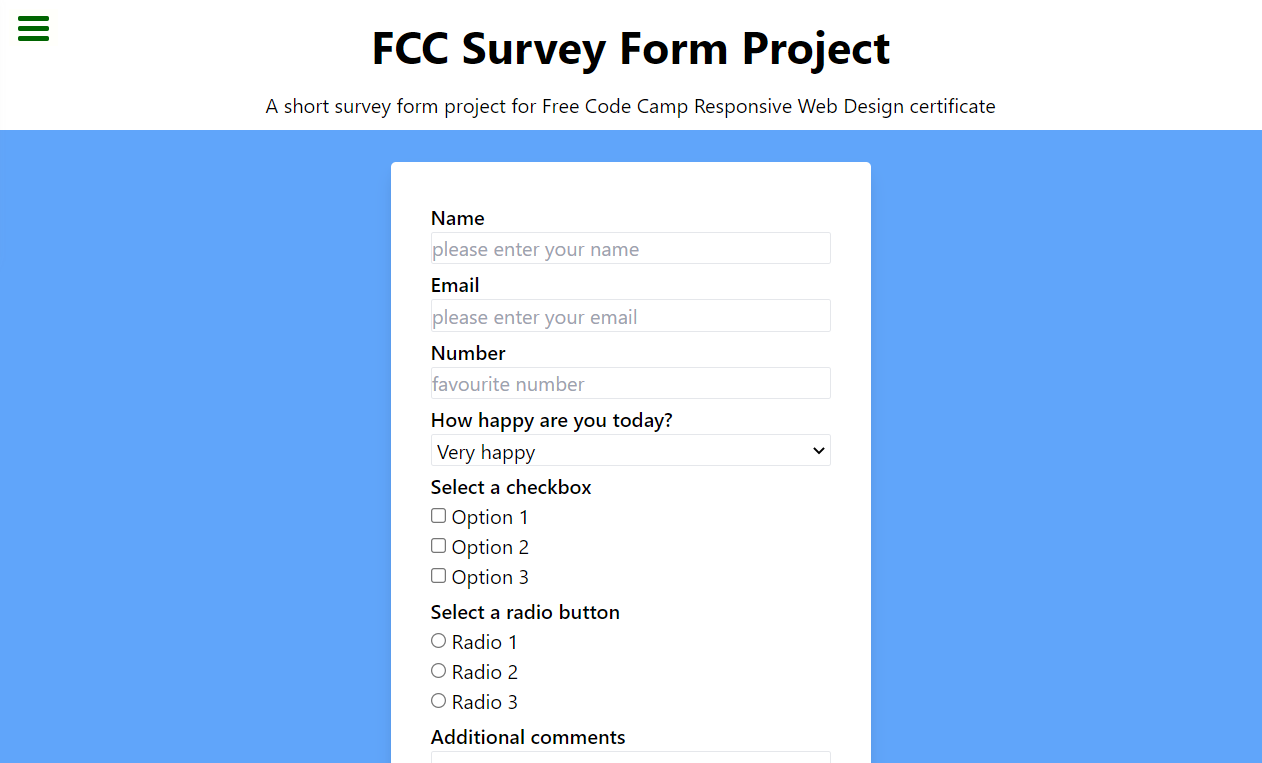 FCC Survey Form Project
A short survey form project for Free Code Camp Responsive Web Design certificate
Name
please enter your name
Email
please enter your email
Number
favourite number
How happy are you today?
Very happy
Select a checkbox
Option 1
Option 2
Option 3
Select a radio button
Radio 1
Radio 2
Radio 3
Additional comments